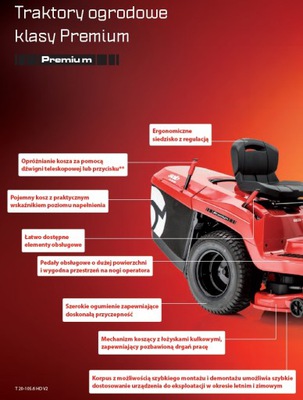 Traktory ogrodowe
klasy Premium
Premium
Ergonomiczne
siedzisko z regulacją
Opróżnianie kosza za pomocą
dźwigni teleskopowej lub przycisku**
Pojemny kosz z praktycznym
wskaźnikiem poziomu napełnienia
Łatwo dostępne
elementy obsługowe
Pedały obsługowe o dużej powierzchni
i wygodna przestrzeń na nogi operatora
Szerokie ogumienie zapewniające
doskonałą przyczepność
Mechanizm koszący z łożyskami kulkowymi,
zapewniający pozbawioną drgań pracę
Korpus z możliwością szybkiego montażu i demontażu umożliwia szybkie
dostosowanie urządzenia do eksploatacji w okresie letnim i zimowym
T 20-105.6 HD V2